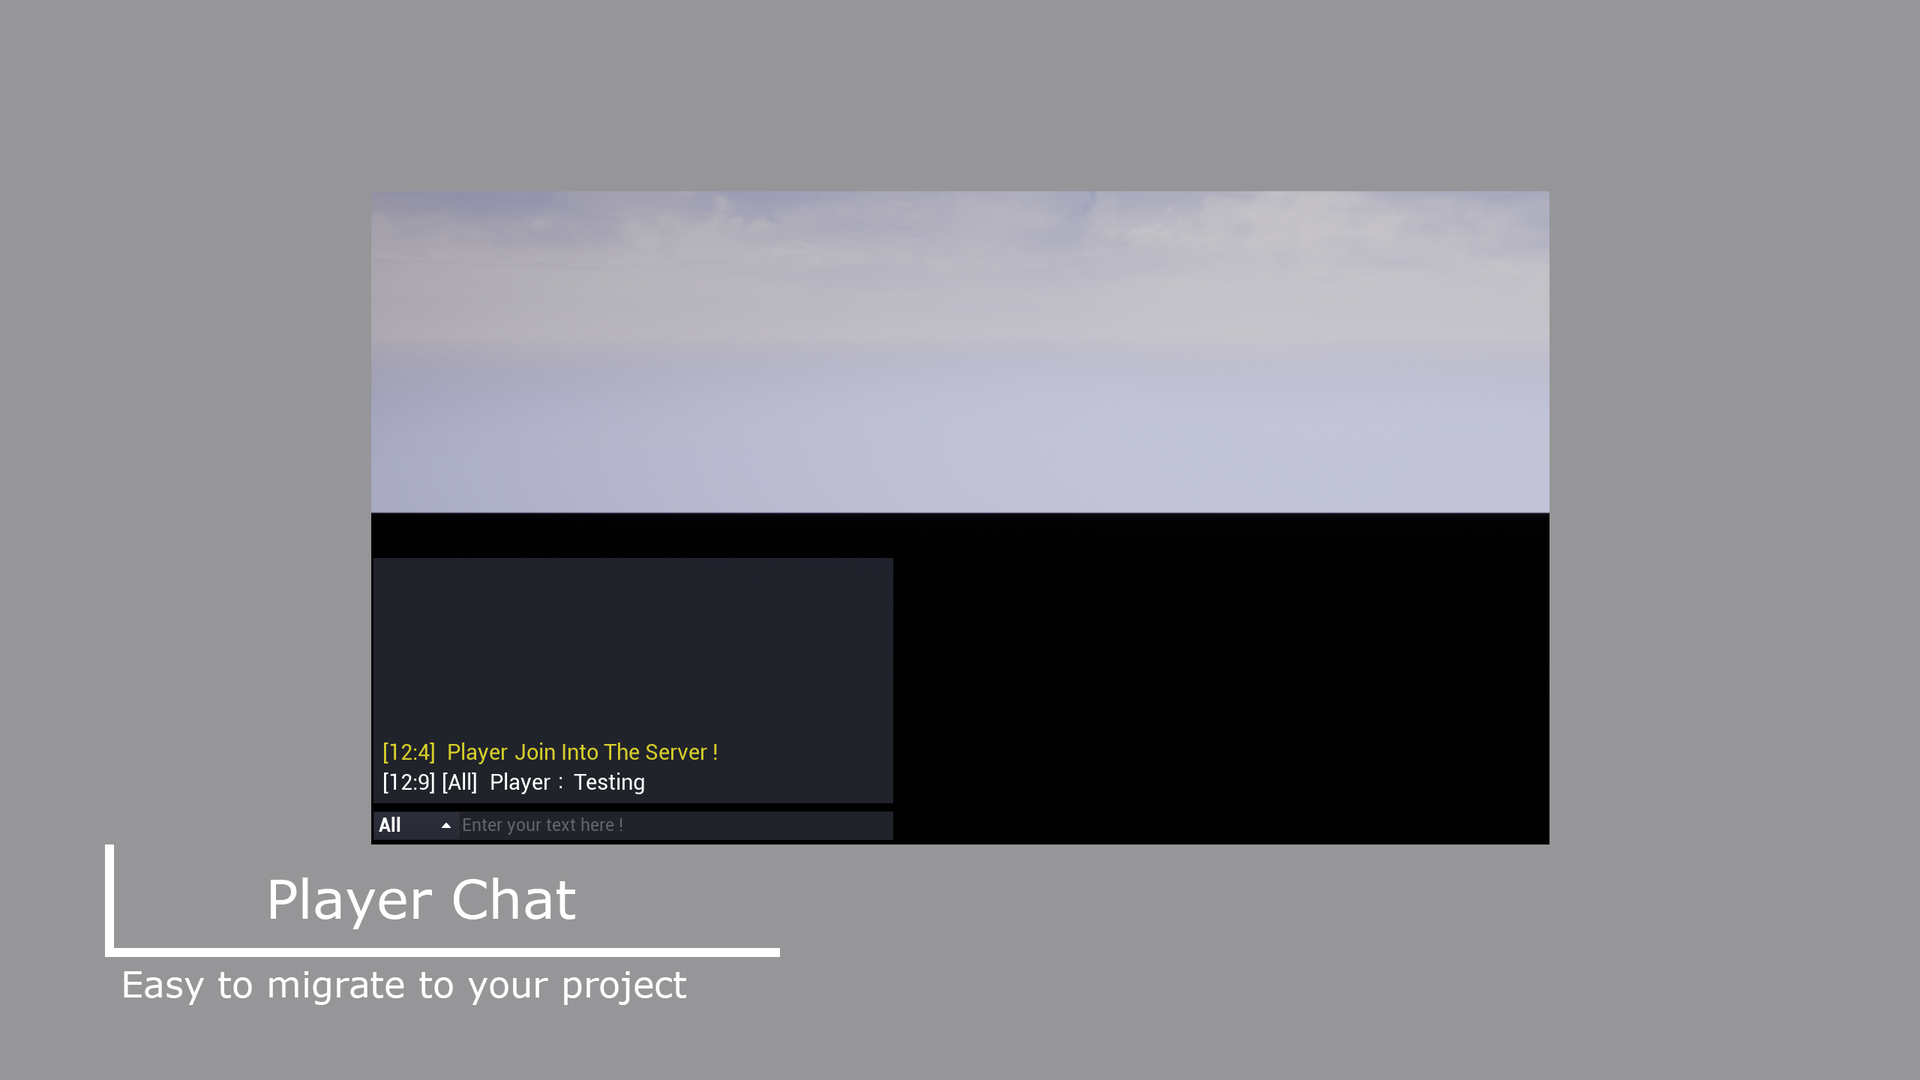 [12:4] Player Join Into The Server !
[12:9] [All] Player : Testing
All Enter your text here !
Player Chat
Easy to migrate to your project